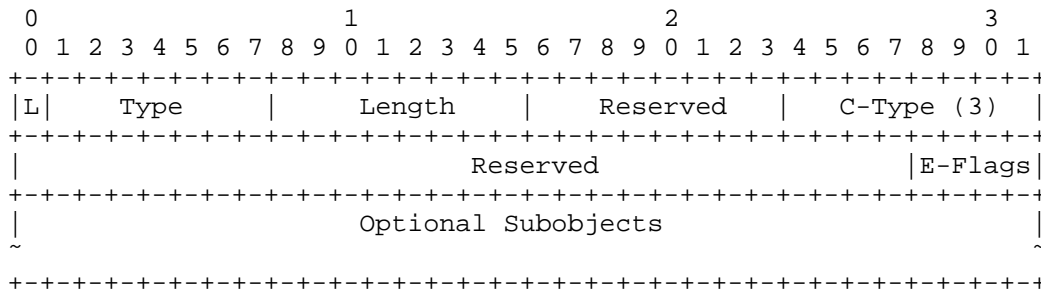 0                   1                   2                   3
 0 1 2 3 4 5 6 7 8 9 0 1 2 3 4 5 6 7 8 9 0 1 2 3 4 5 6 7 8 9 0 1
+-+-+-+-+-+-+-+-+-+-+-+-+-+-+-+-+-+-+-+-+-+-+-+-+-+-+-+-+-+-+-+-+
|L|    Type     |     Length    |    Reserved   |   C-Type (3)  |
+-+-+-+-+-+-+-+-+-+-+-+-+-+-+-+-+-+-+-+-+-+-+-+-+-+-+-+-+-+-+-+-+
|                            Reserved                   |E-Flags|
+-+-+-+-+-+-+-+-+-+-+-+-+-+-+-+-+-+-+-+-+-+-+-+-+-+-+-+-+-+-+-+-+
|                     Optional Subobjects                       |
~                                                               ~
+-+-+-+-+-+-+-+-+-+-+-+-+-+-+-+-+-+-+-+-+-+-+-+-+-+-+-+-+-+-+-+-+